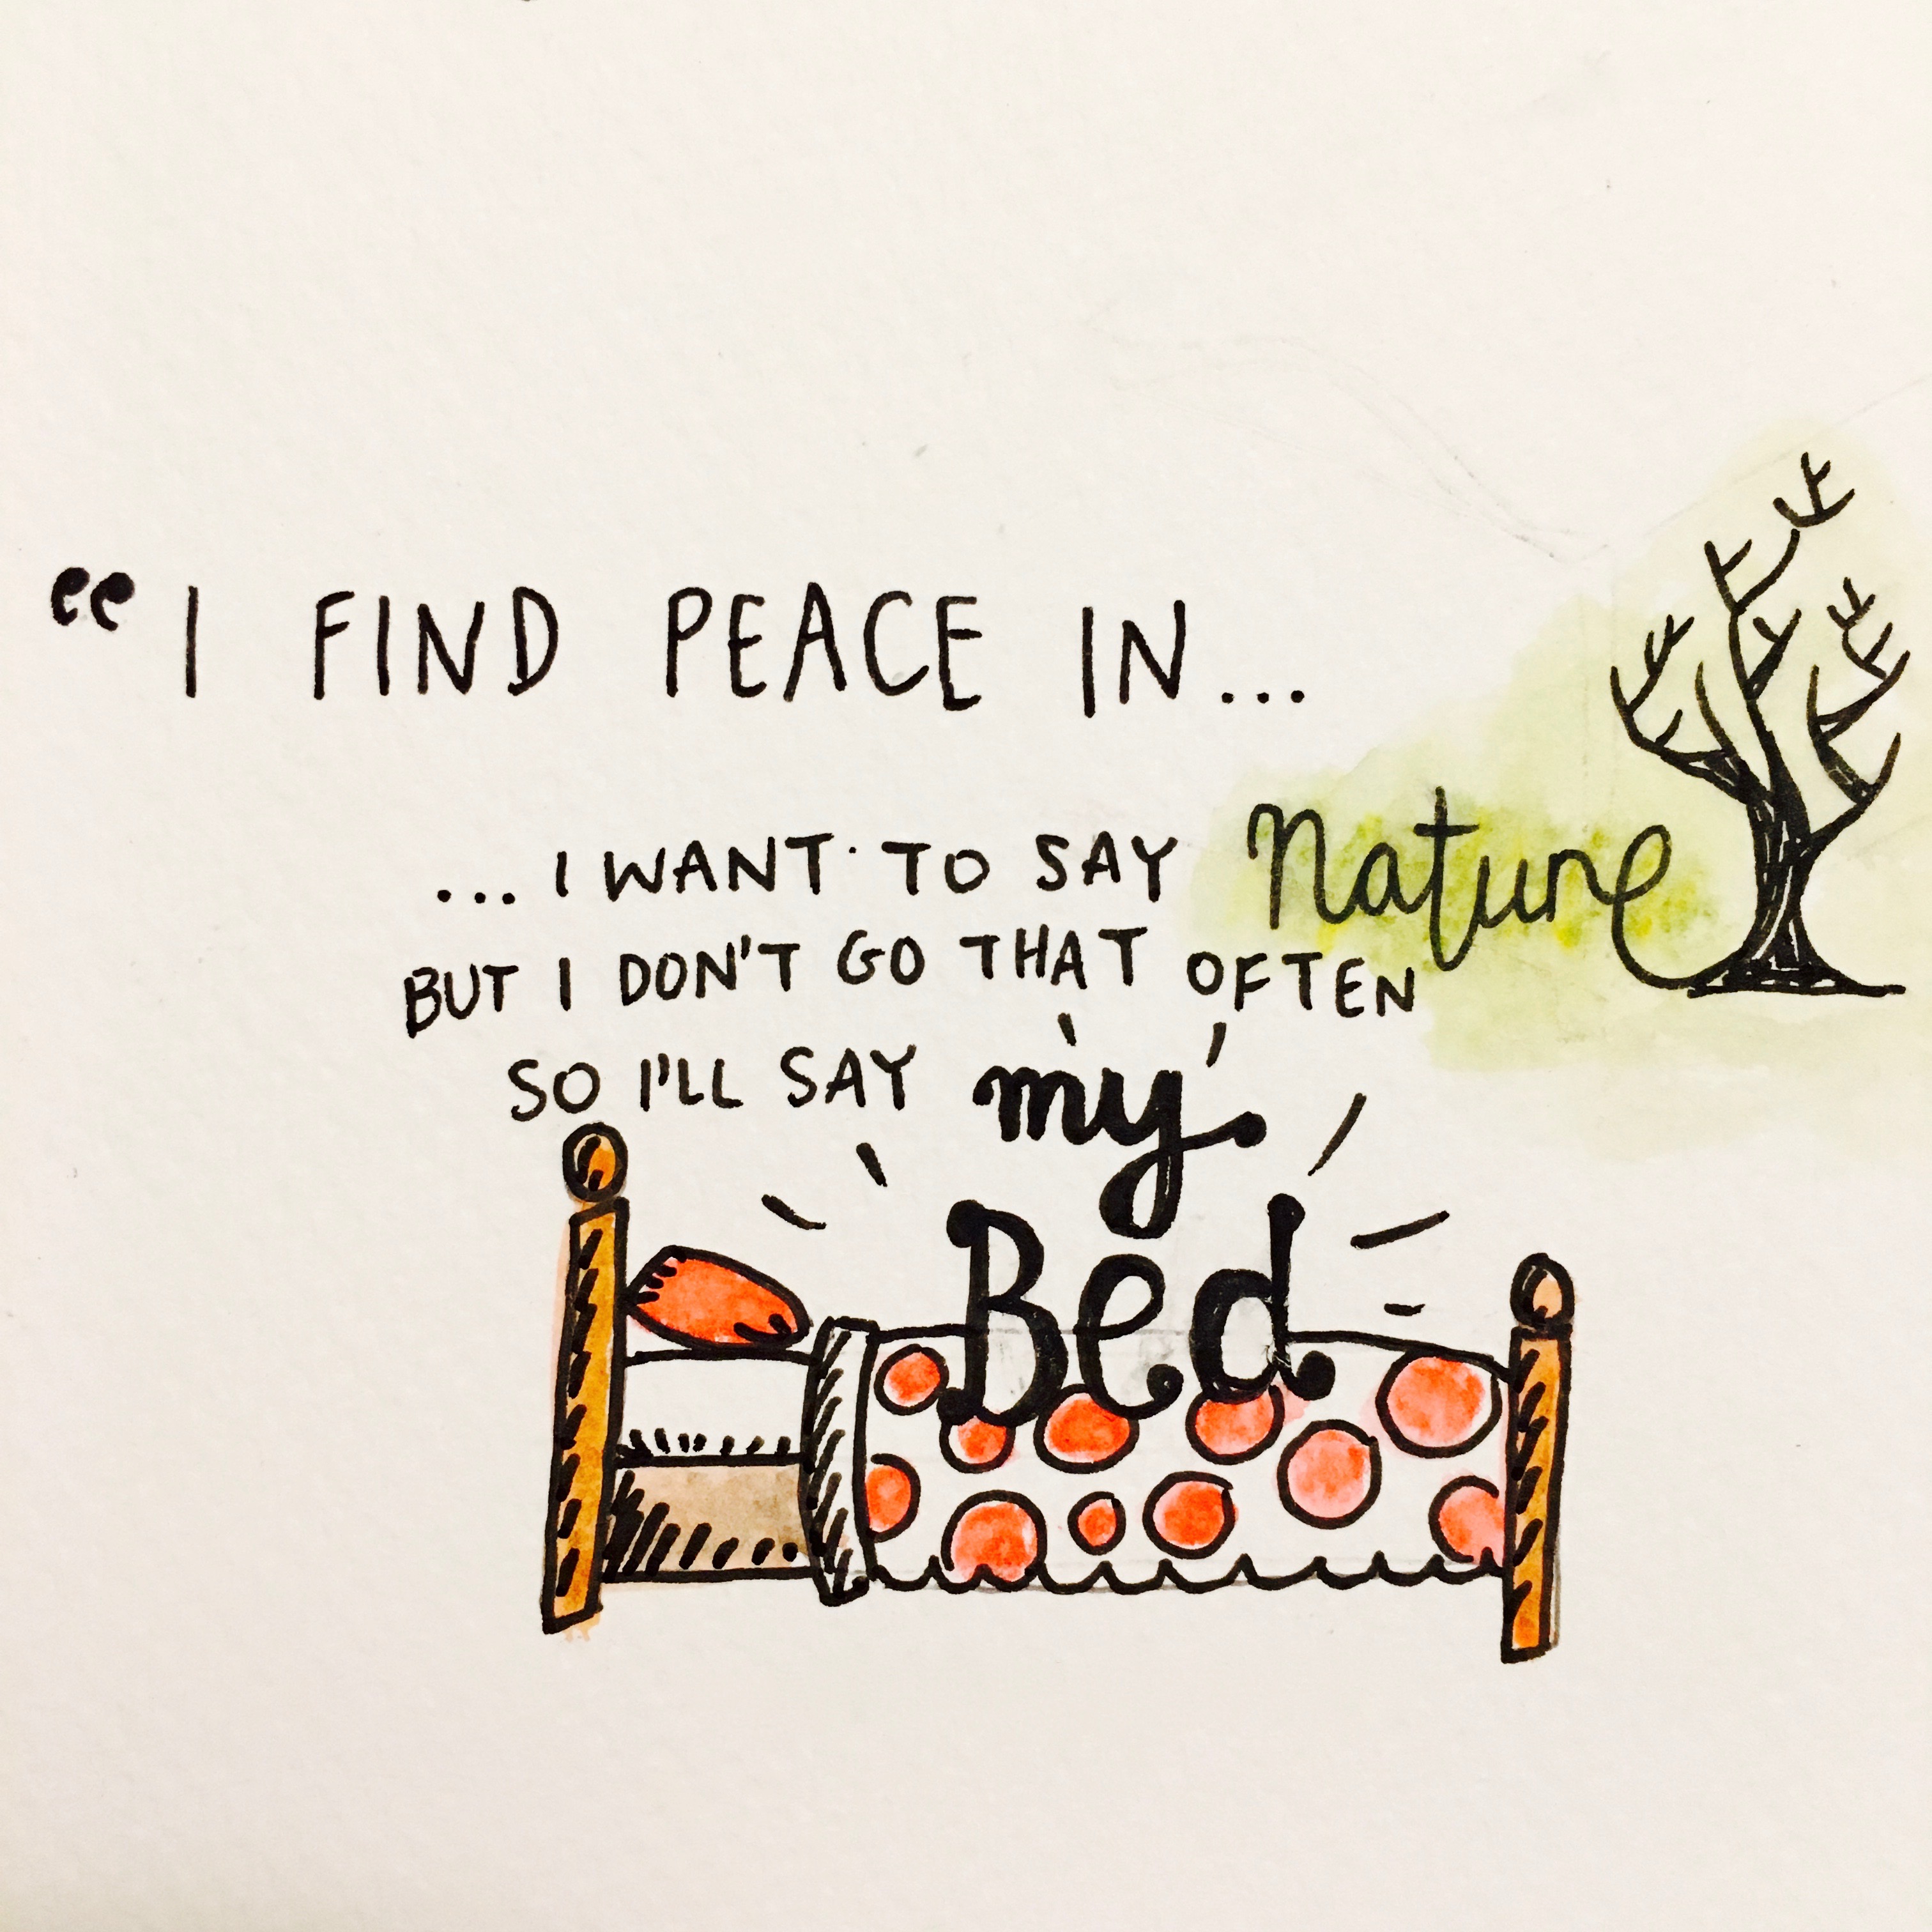 “I FIND PEACE IN...
...I WANT TO SAY Nature
BUT I DON'T GO THAT OFTEN
SO I'LL SAY my
Bed